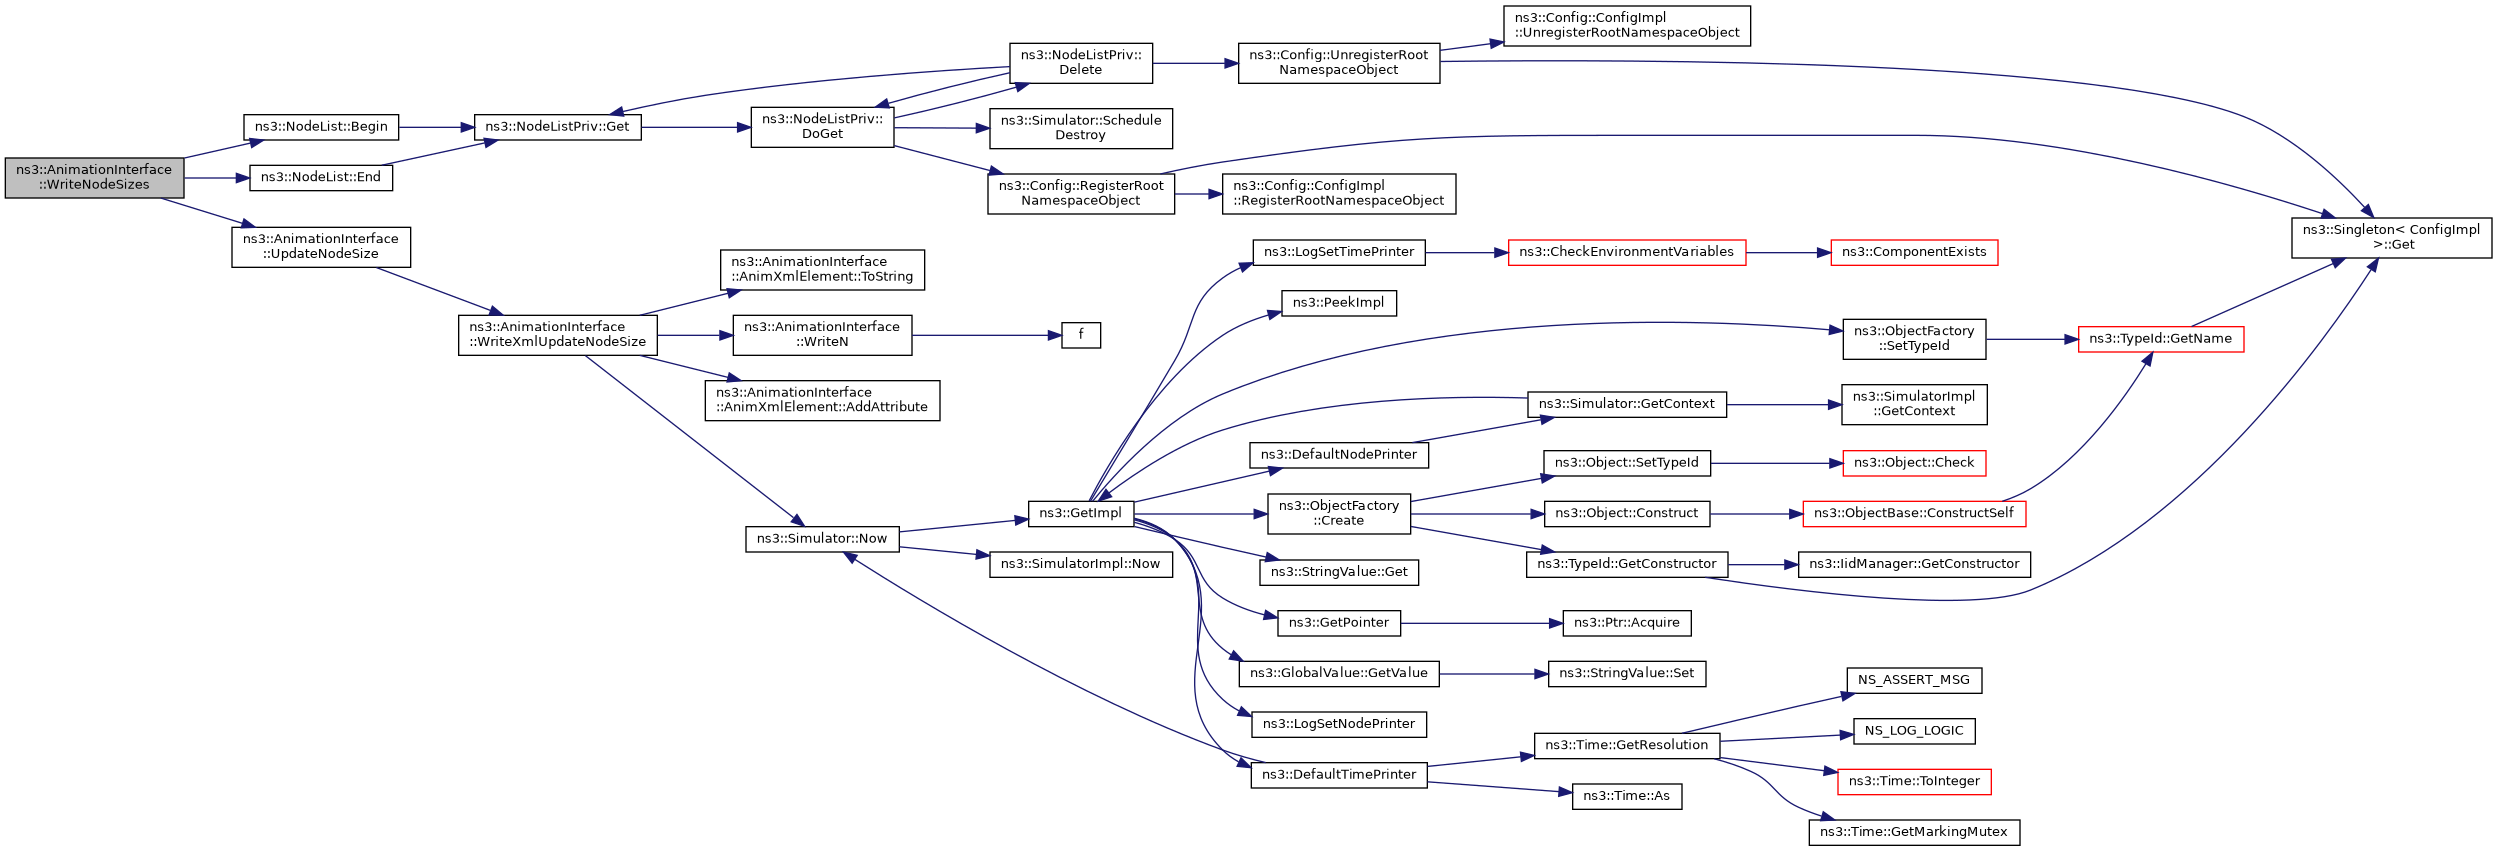 ns3::AnimationInterface
::WriteNodeSizes
ns3::NodeList::Begin
ns3::NodeList::End
ns3::AnimationInterface
::UpdateNodeSize
ns3::NodeListPriv::Get
ns3::NodeListPriv::
DoGet
ns3::NodeListPriv::
Delete
ns3::Simulator::Schedule
Destroy
ns3::Config::RegisterRoot
NamespaceObject
ns3::Config::UnregisterRoot
NamespaceObject
ns3::Config::ConfigImpl
::UnregisterRootNamespaceObject
ns3::Config::ConfigImpl
::RegisterRootNamespaceObject
ns3::Singleton< ConfigImpl
>::Get
ns3::AnimationInterface
::WriteXmlUpdateNodeSize
ns3::AnimationInterface
::AnimXmlElement::ToString
ns3::AnimationInterface
::WriteN
f
ns3::AnimationInterface
::AnimXmlElement::AddAttribute
ns3::Simulator::Now
ns3::GetImpl
ns3::SimulatorImpl::Now
ns3::LogSetTimePrinter
ns3::CheckEnvironmentVariables
ns3::ComponentExists
ns3::PeekImpl
ns3::ObjectFactory
::SetTypeId
ns3::TypeId::GetName
ns3::Simulator::GetContext
ns3::SimulatorImpl
::GetContext
ns3::DefaultNodePrinter
ns3::ObjectFactory
::Create
ns3::Object::SetTypeId
ns3::Object::Check
ns3::Object::Construct
ns3::ObjectBase::ConstructSelf
ns3::TypeId::GetConstructor
ns3::IidManager::GetConstructor
ns3::StringValue::Get
ns3::GetPointer
ns3::Ptr::Acquire
ns3::GlobalValue::GetValue
ns3::StringValue::Set
ns3::LogSetNodePrinter
ns3::DefaultTimePrinter
ns3::Time::GetResolution
ns3::Time::As
NS_ASSERT_MSG
NS_LOG_LOGIC
ns3::Time::ToInteger
ns3::Time::GetMarkingMutex